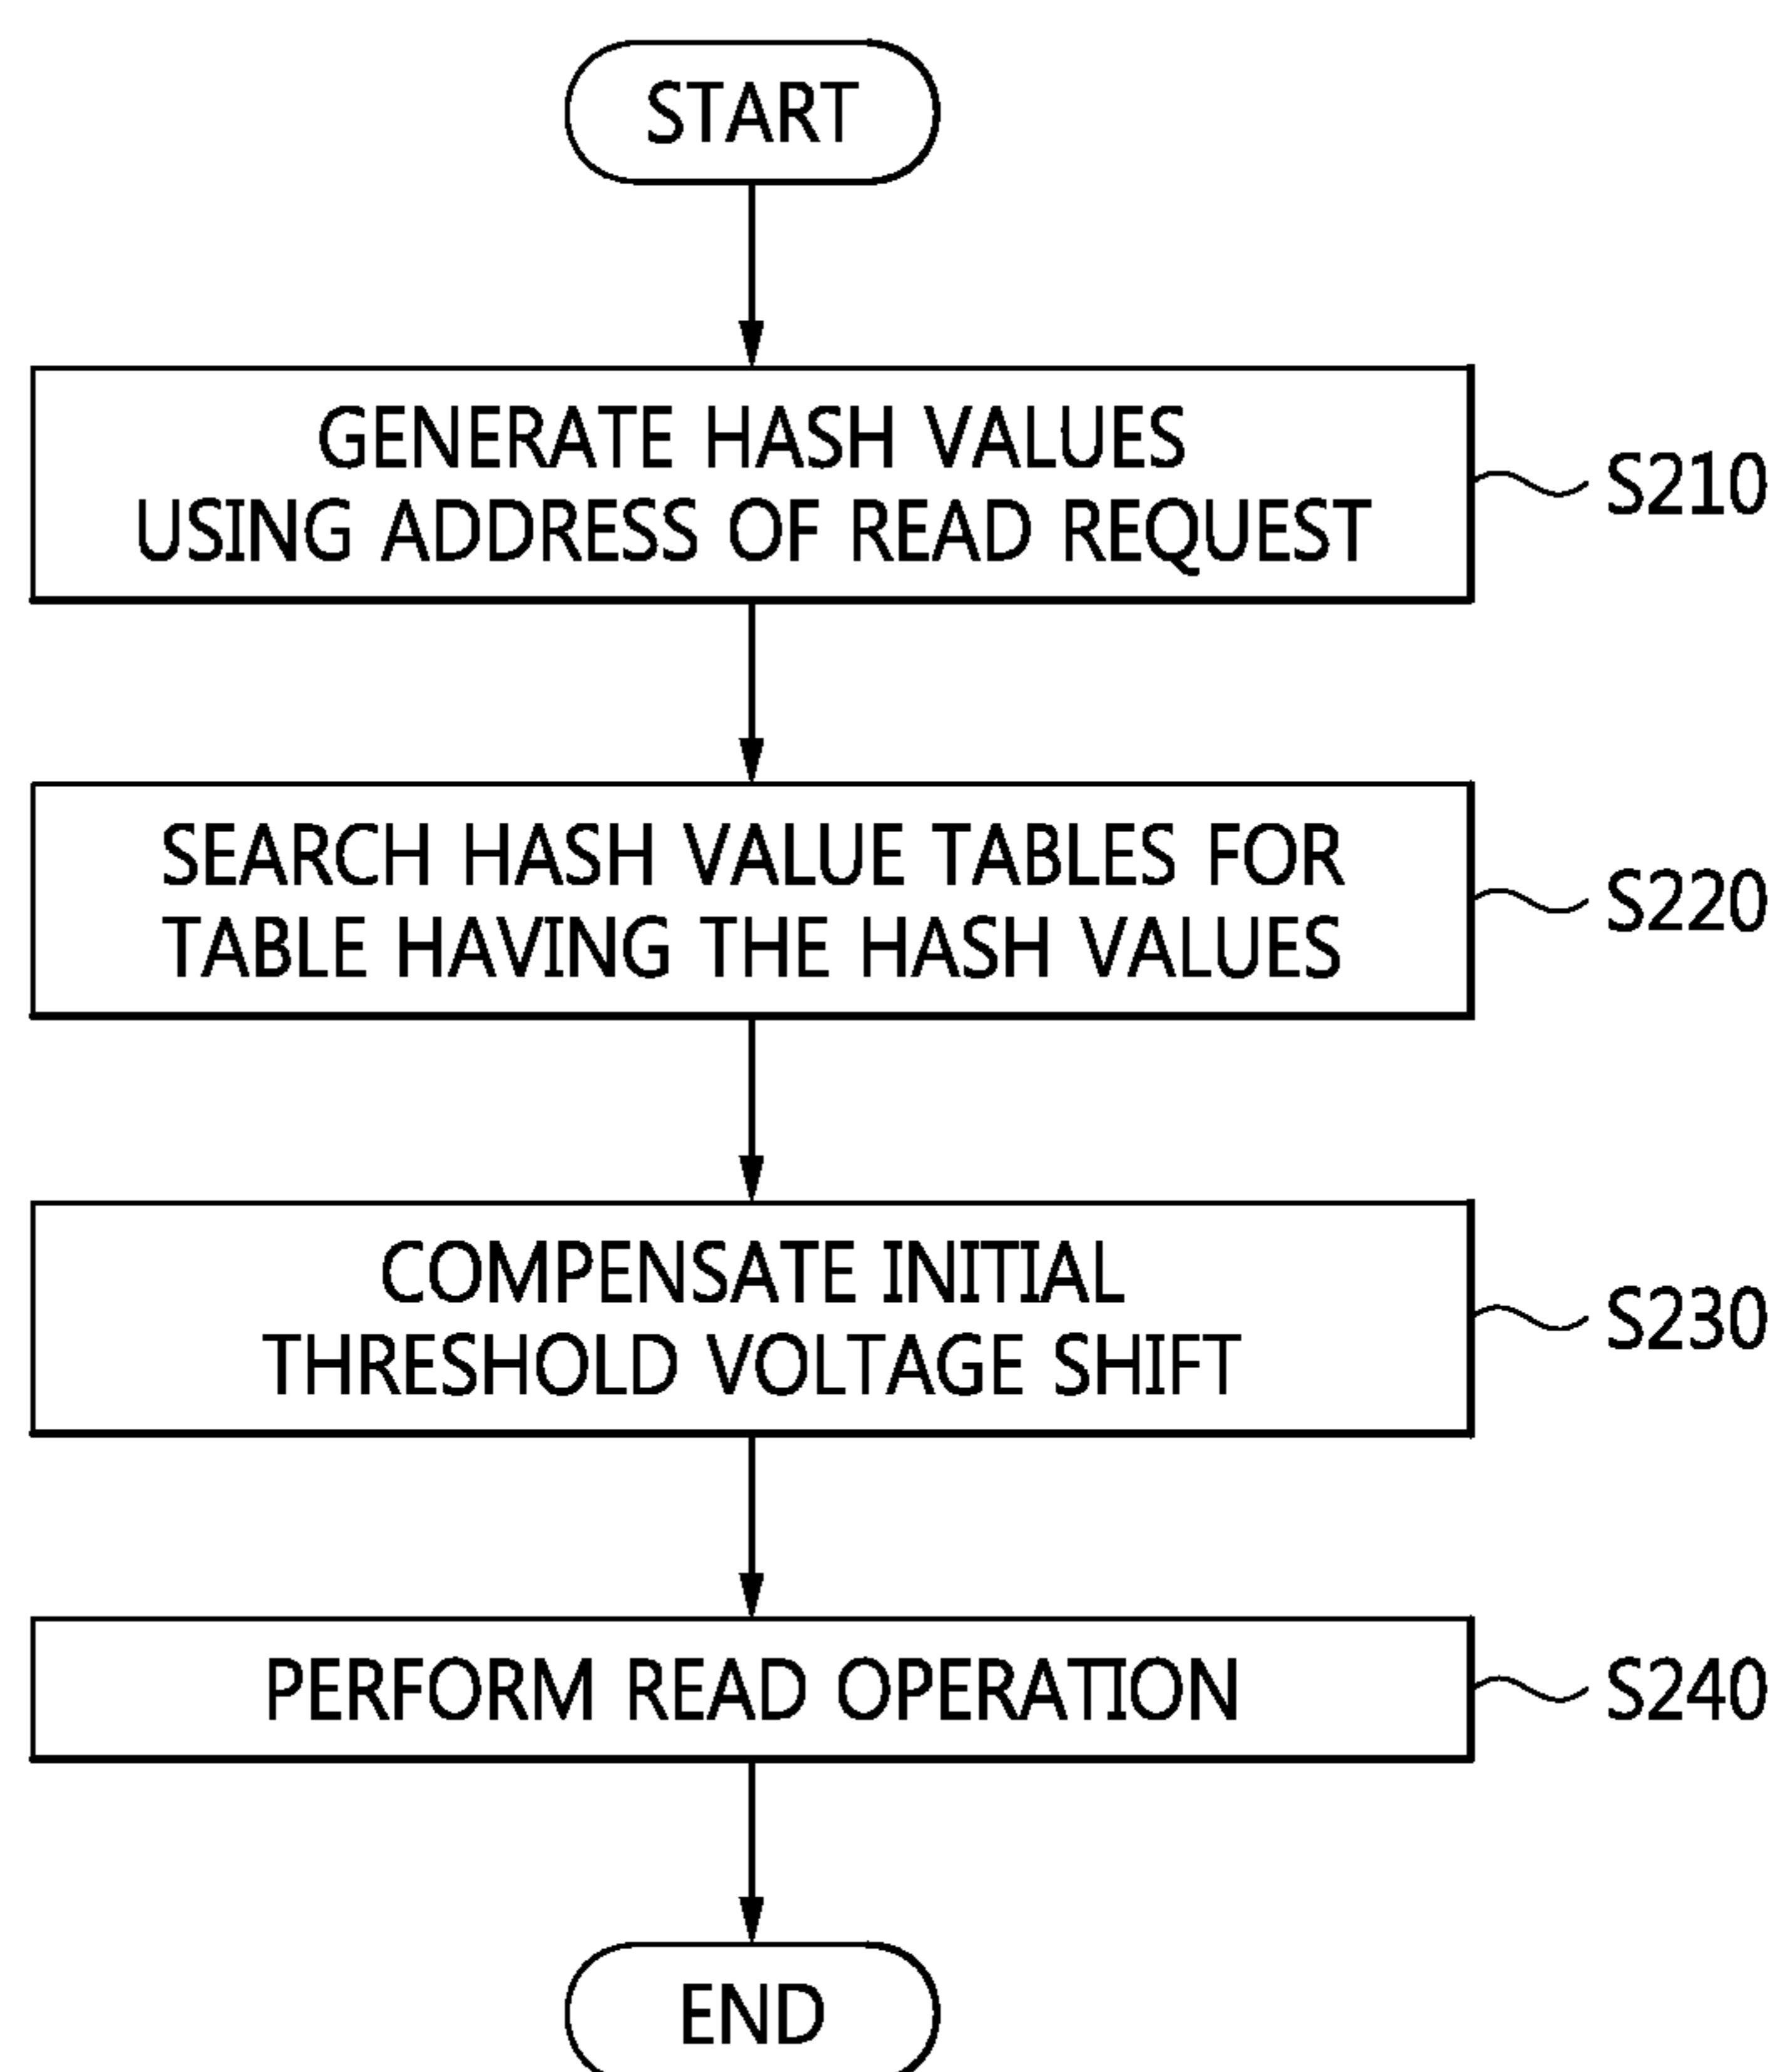 START
GENERATE HASH VALUES
USING ADDRESS OF READ REQUEST
S210
SEARCH HASH VALUE TABLES FOR
TABLE HAVING THE HASH VALUES
S220
COMPENSATE INITIAL
THRESHOLD VOLTAGE SHIFT
S230
PERFORM READ OPERATION
S240
END